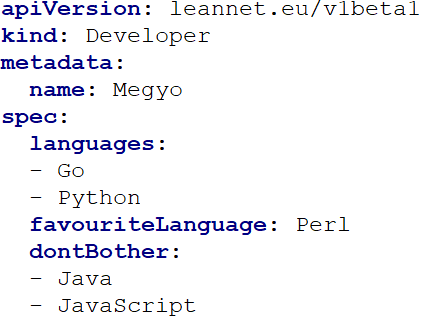 apiVersion: leannet.eu/v1beta1
kind: Developer
metadata:
  name: Megyo
spec:
  languages:
  - Go
  - Python
  favouriteLanguage: Perl
  dontBother:
  - Java
  - JavaScript